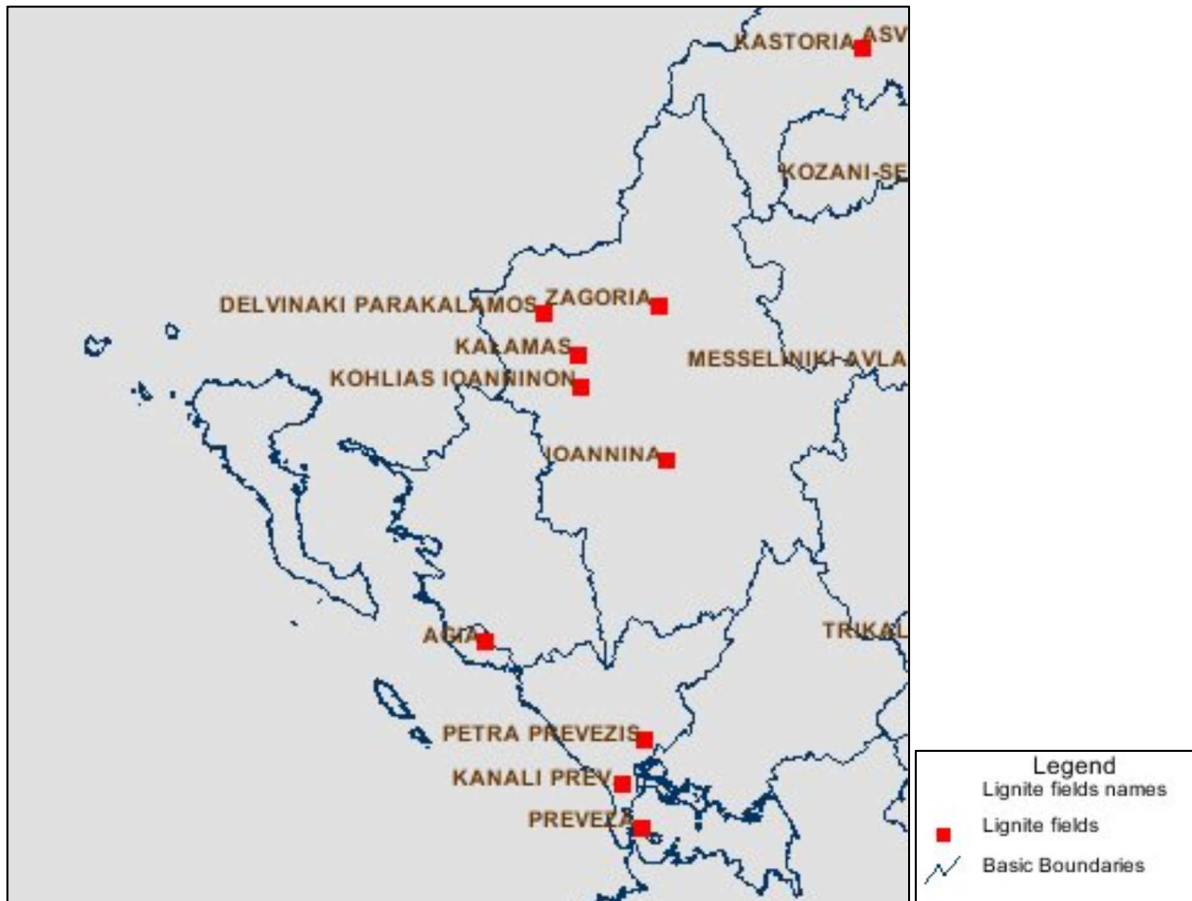 KASTORIA ASV
KOZANI-SE
DELVINAKI PARAKALAMOS ZAGORIA
KALAMAS
MESSELINIKI AVLA
KOHLIAS IOANNINON
IOANNINA
AGIA
TRIKAL
PETRA PREVEZIS
KANALI PREV
PREVEZA
Legend
Lignite fields names
Lignite fields
Basic Boundaries